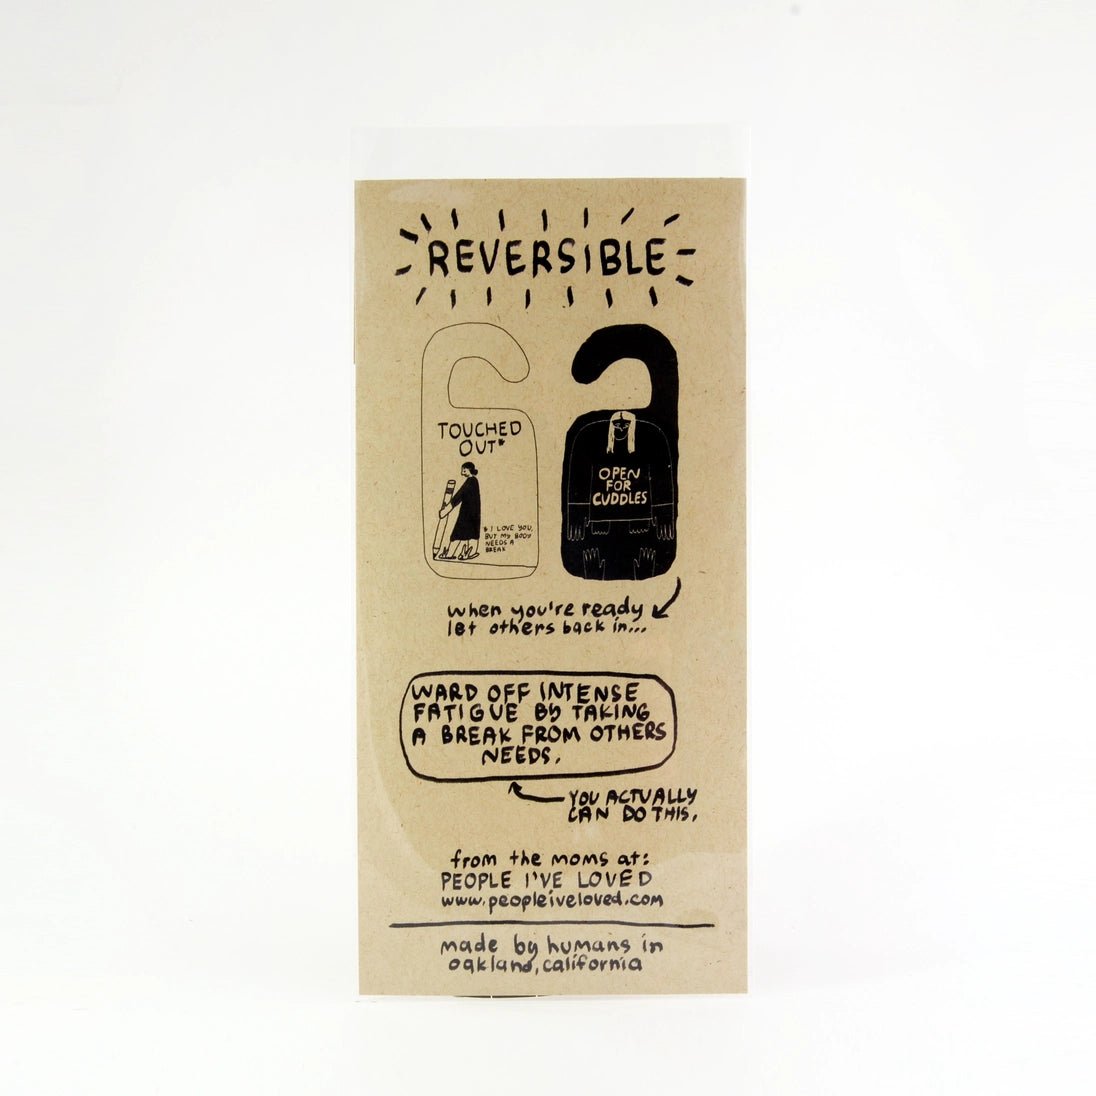 REVERSIBLE
TOUCHED
OUT*
* I LOVE YOU,
BUT MY BODY
NEEDS A
BREAK
OPEN
FOR
CUDDLES
when you're ready
let others back in...
WARD OFF INTENSE
FATIGUE BY TAKING
A BREAK FROM OTHERS
NEEDS.
YOU ACTUALLY
CAN DO THIS.
from the moms at:
PEOPLE I'VE LOVED
www.peopleiveloved.com
made by humans in
oakland, california